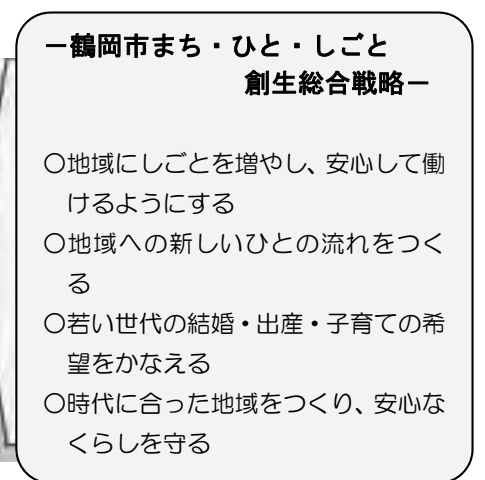 －鶴岡市まち・ひと・しごと
創生総合戦略－
○地域にしごとを増やし、安心して働
けるようにする
○地域への新しいひとの流れをつく
る
○若い世代の結婚・出産・子育ての希
望をかなえる
○時代に合った地域をつくり、安心な
くらしを守る